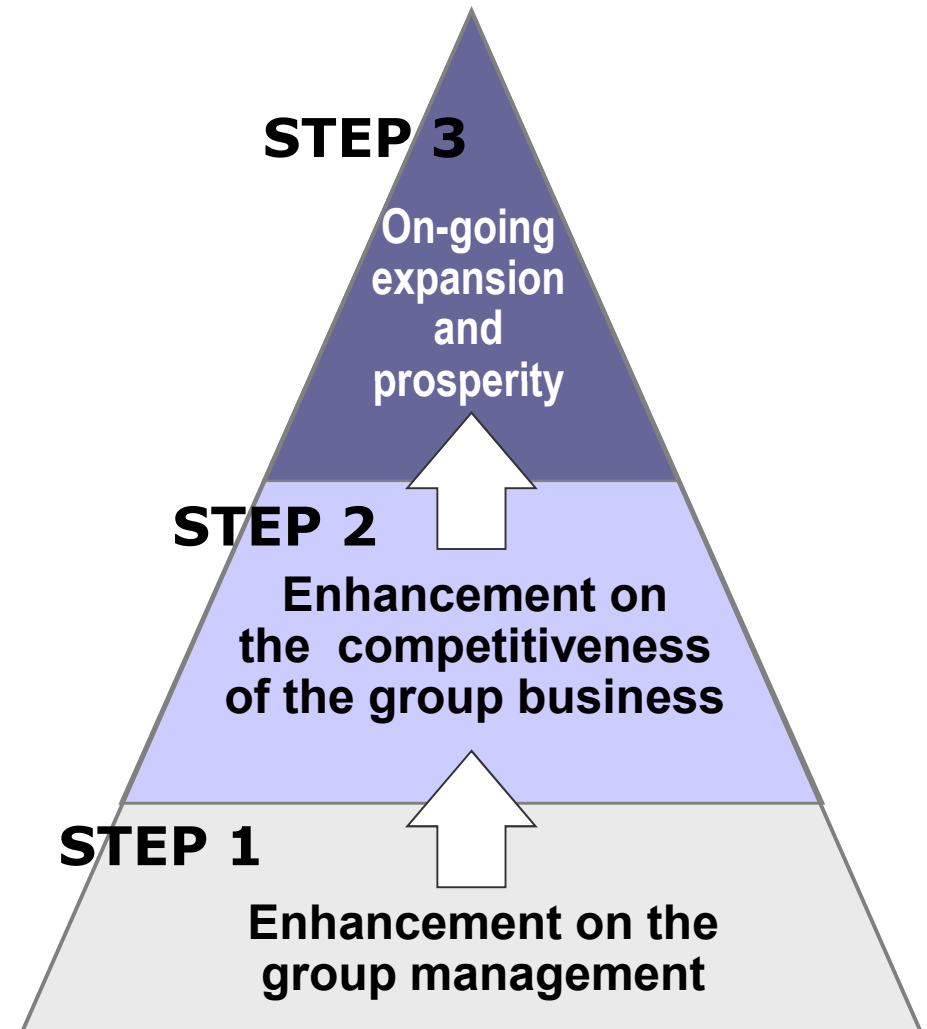 STEP 3
On-going
expansion
and
prosperity
STEP 2
Enhancement on
the  competitiveness
of the group business
STEP 1
Enhancement on the
group management